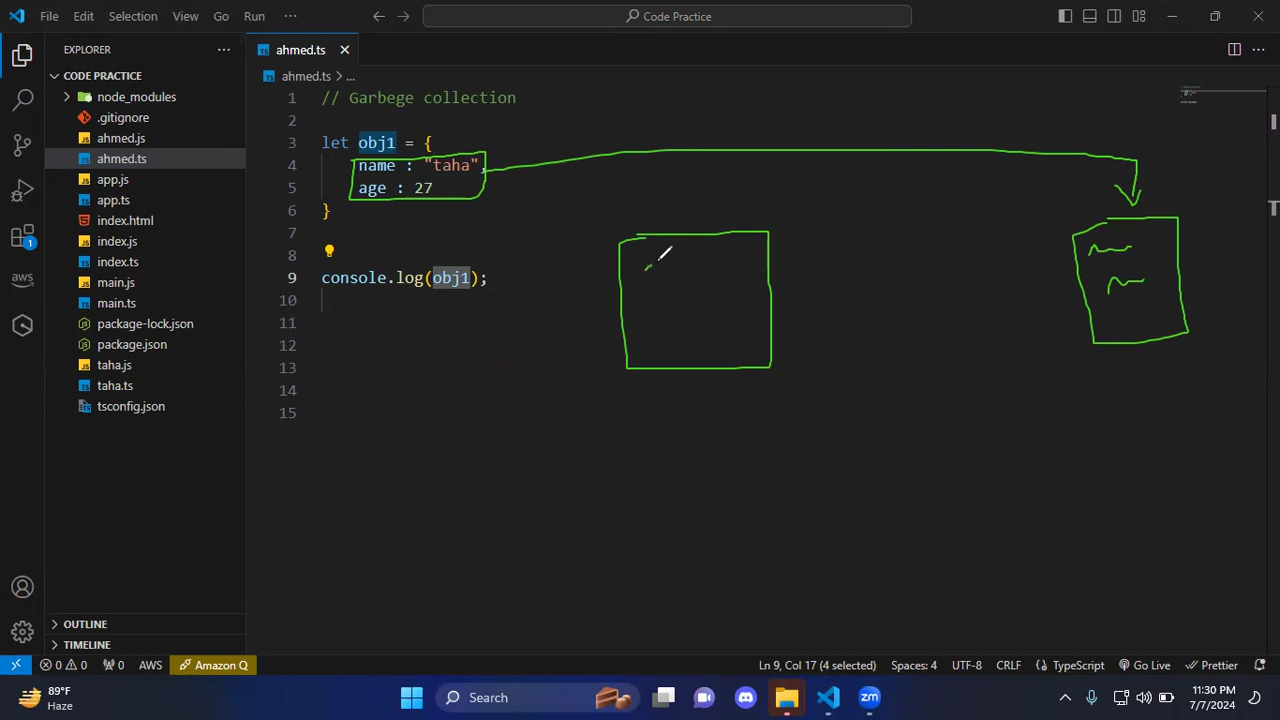 File Edit Selection View Go Run ··· Code Practice
EXPLORER ···
CODE PRACTICE
node_modules
.gitignore
ahmed.js
ahmed.ts
app.js
app.ts
index.html
index.js
index.ts
main.js
main.ts
package-lock.json
package.json
taha.js
taha.ts
tsconfig.json
OUTLINE
TIMELINE
aws
1
ahmed.ts
ahmed.ts > ...
1 // Garbege collection
2
3 let obj1 = {
4 name : "taha",
5 age : 27
6 }
7
8
9 console.log(obj1);
10
11
12
13
14
15
0 0 0 AWS Amazon Q Ln 9, Col 17 (4 selected) Spaces: 4 UTF-8 CRLF TypeScript Go Live Prettier
89°F
Haze
Search
11:30 PM
7/7/2024